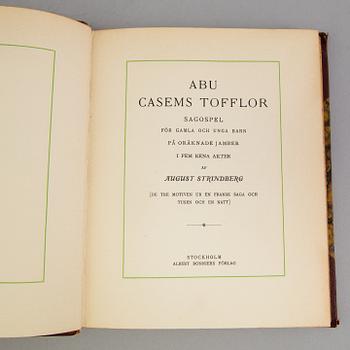 ABU
CASEMS TOFFLOR
SAGOSPEL
FÖR GAMLA OCH UNGA BARN
PÅ ORÄKNADE JAMBER
I FEM RENA AKTER
AF
AUGUST STRINDBERG
[DE TRE MOTIVEN UR EN FRANSK SAGA OCH
TUSEN OCH EN NATT]
STOCKHOLM
ALBERT BONNIERS FÖRLAG